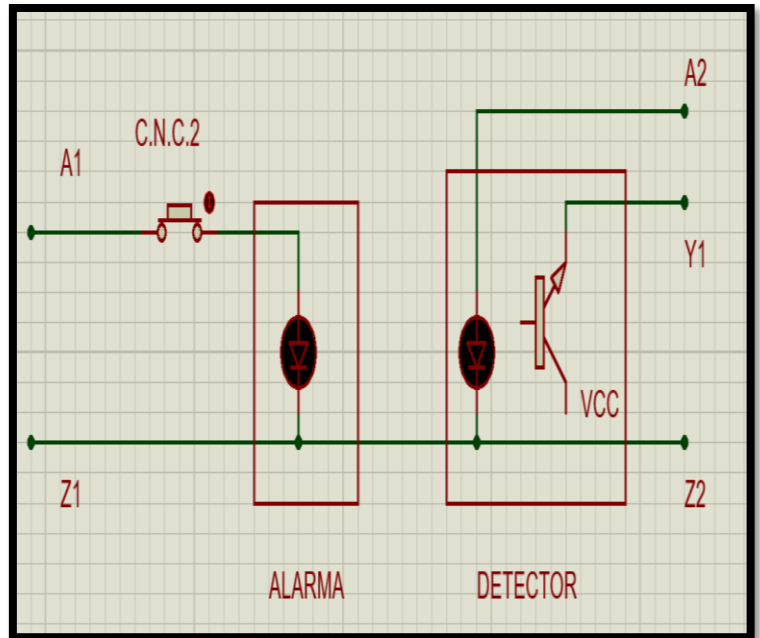 A2
C.N.C.2
A1
Y1
VCC
Z1
Z2
ALARMA
DETECTOR